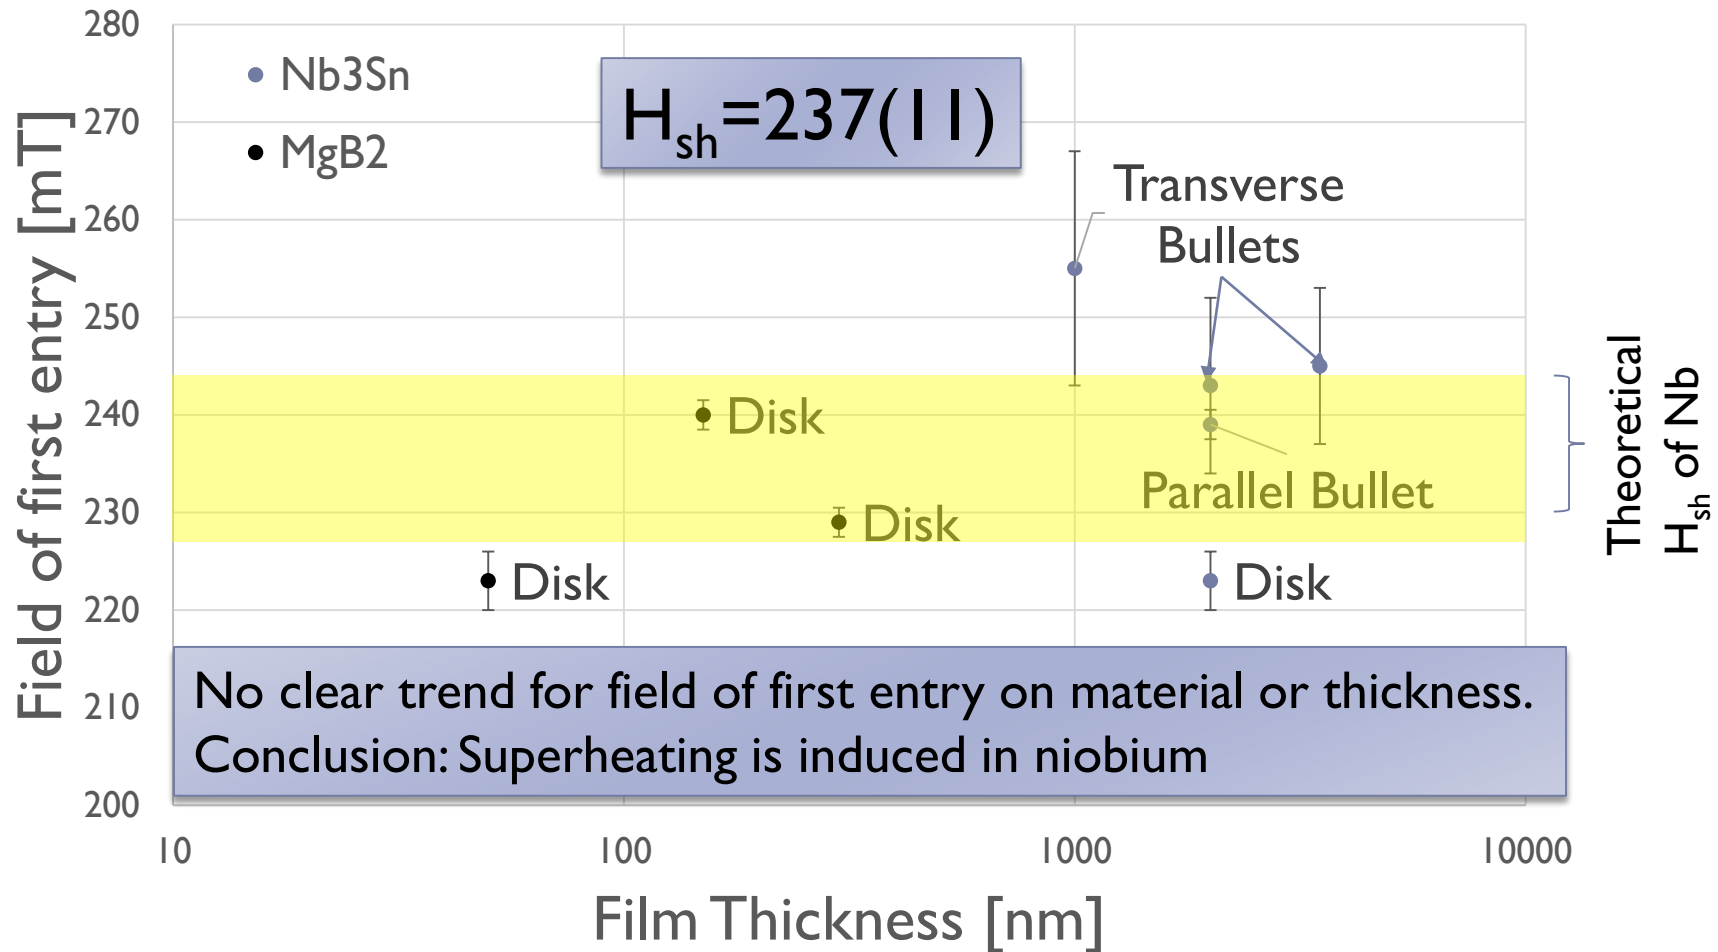 Nb3Sn
MgB2
H_sh=237(11)
Transverse
Bullets
Disk
Parallel Bullet
Disk
Disk
Disk
Theoretical
H_sh of Nb
No clear trend for field of first entry on material or thickness.
Conclusion: Superheating is induced in niobium
Field of first entry [mT]
280
270
260
250
240
230
220
210
200
10
100
1000
10000
Film Thickness [nm]